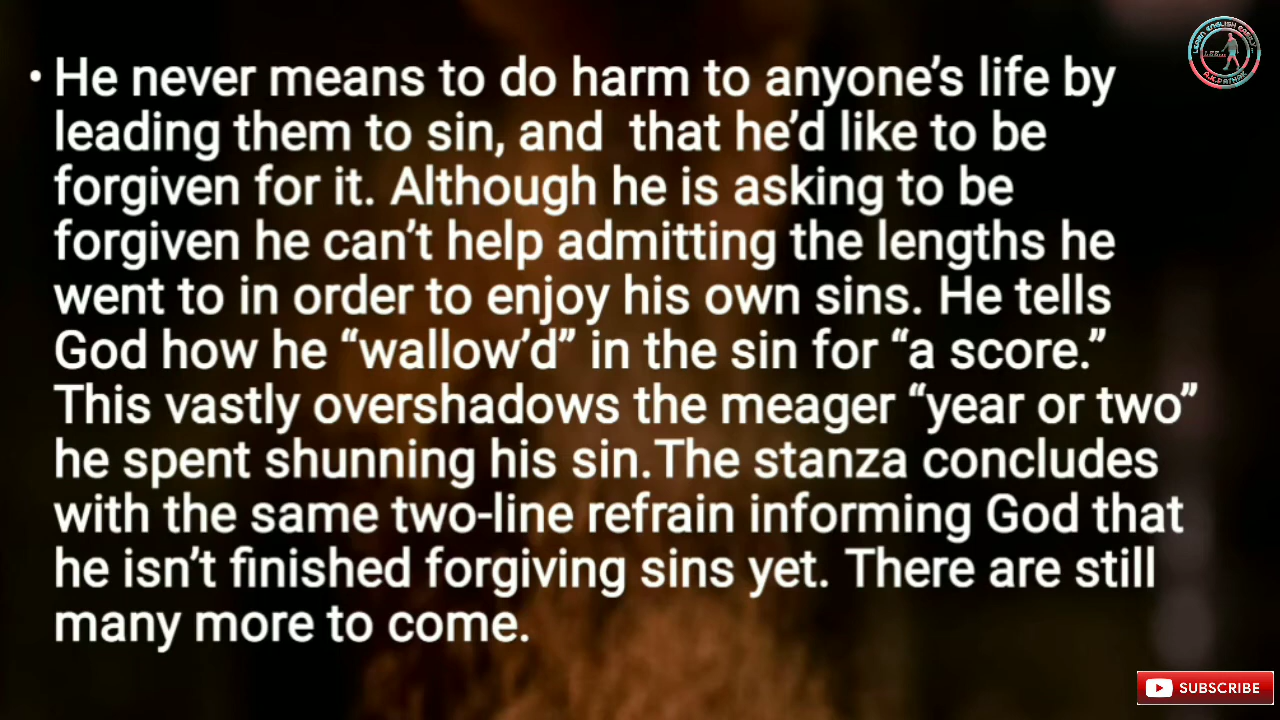 • He never means to do harm to anyone’s life by
leading them to sin, and  that he’d like to be
forgiven for it. Although he is asking to be
forgiven he can’t help admitting the lengths he
went to in order to enjoy his own sins. He tells
God how he “wallow’d” in the sin for “a score.”
This vastly overshadows the meager “year or two”
he spent shunning his sin.The stanza concludes
with the same two-line refrain informing God that
he isn’t finished forgiving sins yet. There are still
many more to come.
LEARN ENGLISH EASILY
A.K.PATHAK
SUBSCRIBE